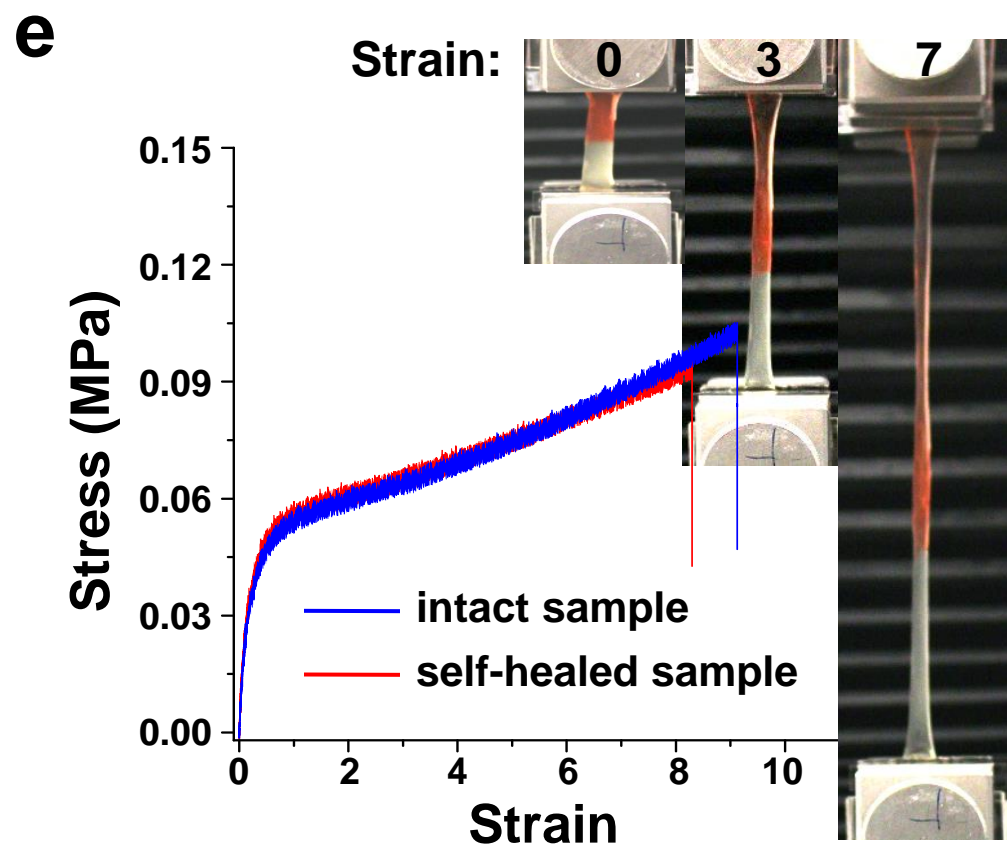 e
Strain: 0 3 7
0.15
0.12
0.09
0.06
0.03
0.00
Stress (MPa)
intact sample
self-healed sample
0 2 4 6 8 10
Strain